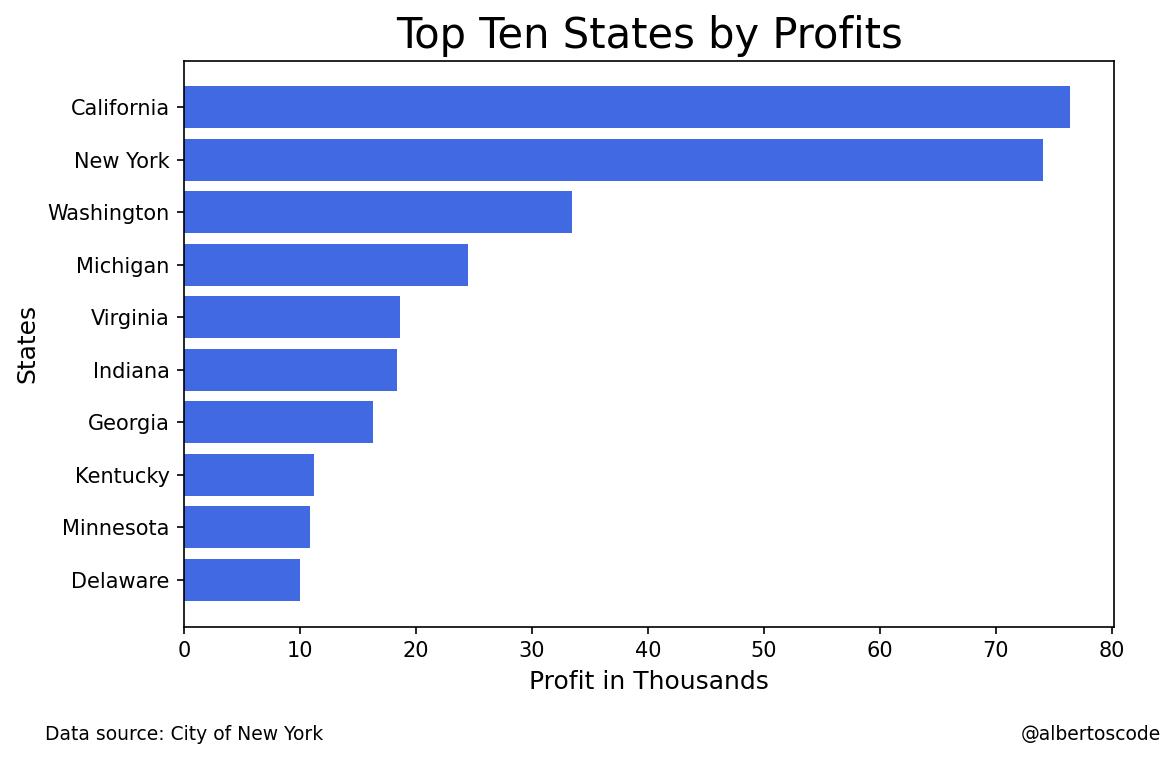 Top Ten States by Profits
California
New York
Washington
Michigan
Virginia
Indiana
Georgia
Kentucky
Minnesota
Delaware
States
0 10 20 30 40 50 60 70 80
Profit in Thousands
Data source: City of New York
@albertoscode